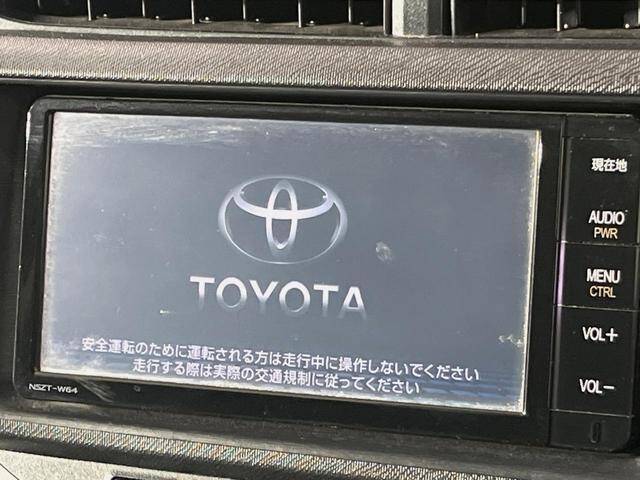 現在地
AUDIO
PWR
MENU
CTRL
VOL+
VOL−
TOYOTA
安全運転のために運転される方は走行中に操作しないでください
走行する際は実際の交通規制に従ってください
NSZT-W64